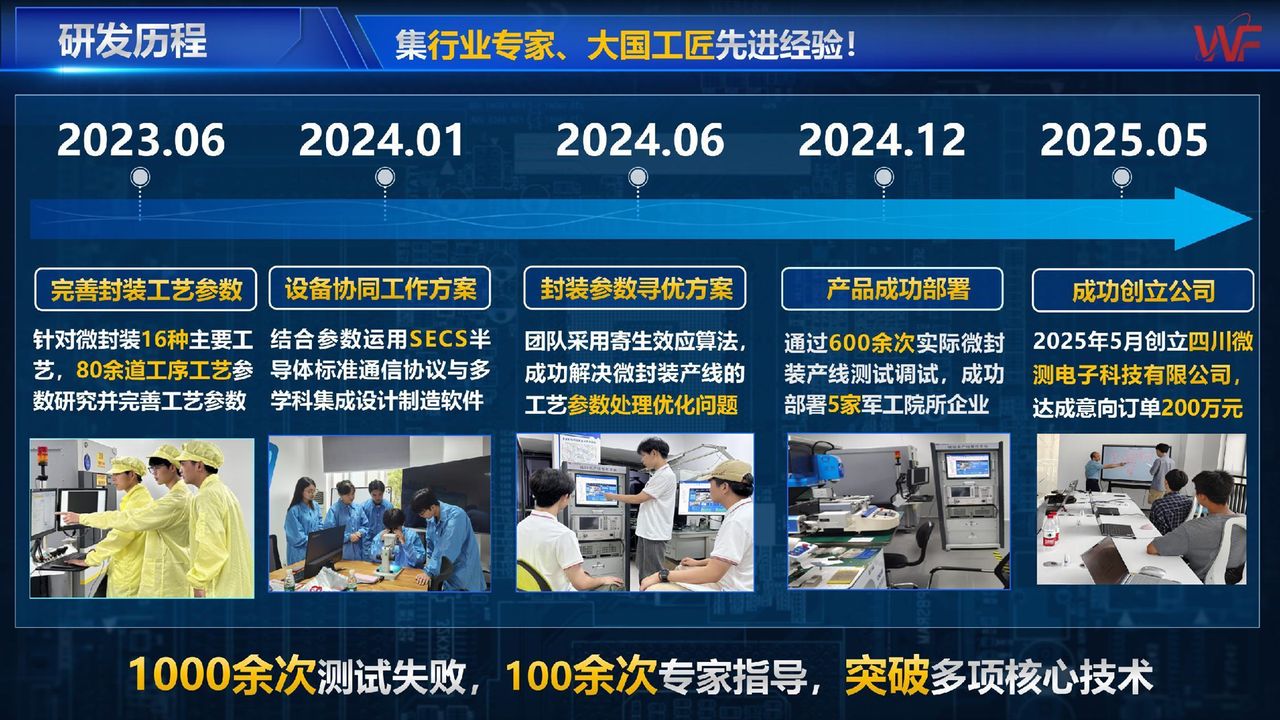 研发历程
集行业专家、大国工匠先进经验！
WF
2023.06
2024.01
2024.06
2024.12
2025.05
完善封装工艺参数
针对微封装16种主要工
艺，80余道工序工艺参
数研究并完善工艺参数
设备协同工作方案
结合参数运用SECS半
导体标准通信协议与多
学科集成设计制造软件
封装参数寻优方案
团队采用寄生效应算法，
成功解决微封装产线的
工艺参数处理优化问题
产品成功部署
通过600余次实际微封
装产线测试调试，成功
部署5家军工院所企业
成功创立公司
2025年5月创立四川微
测电子科技有限公司，
达成意向订单200万元
1000余次测试失败，100余次专家指导，突破多项核心技术